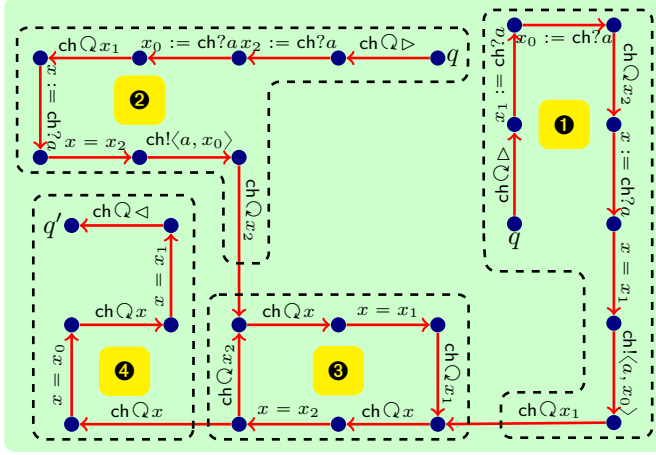 ch↻x₁ x₀ := ch?a x₂ := ch?a ch↻▷
q
x := ch?a
❷
x = x₂ ch!⟨a, x₀⟩
ch↻x₂
x₀ := ch?a
x₁ := ch?a
ch↻x₂
❶
x := ch?a
ch↻▷
q
x = x₁
ch!⟨a, x₀⟩
ch↻x₁
q′ ch↻◁
x = x₁
ch↻x
x = x₀
❹
ch↻x
ch↻x x = x₁
ch↻x₂
❸
ch↻x₁
x = x₂ ch↻x